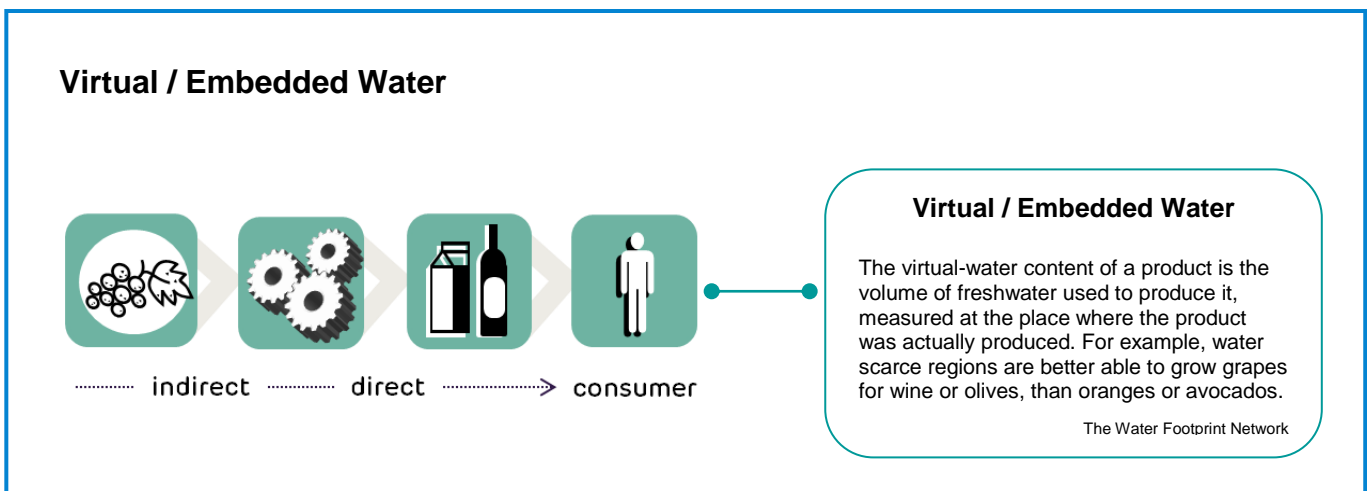 Virtual / Embedded Water
indirect direct consumer
Virtual / Embedded Water
The virtual-water content of a product is the
volume of freshwater used to produce it,
measured at the place where the product
was actually produced. For example, water
scarce regions are better able to grow grapes
for wine or olives, than oranges or avocados.
The Water Footprint Network